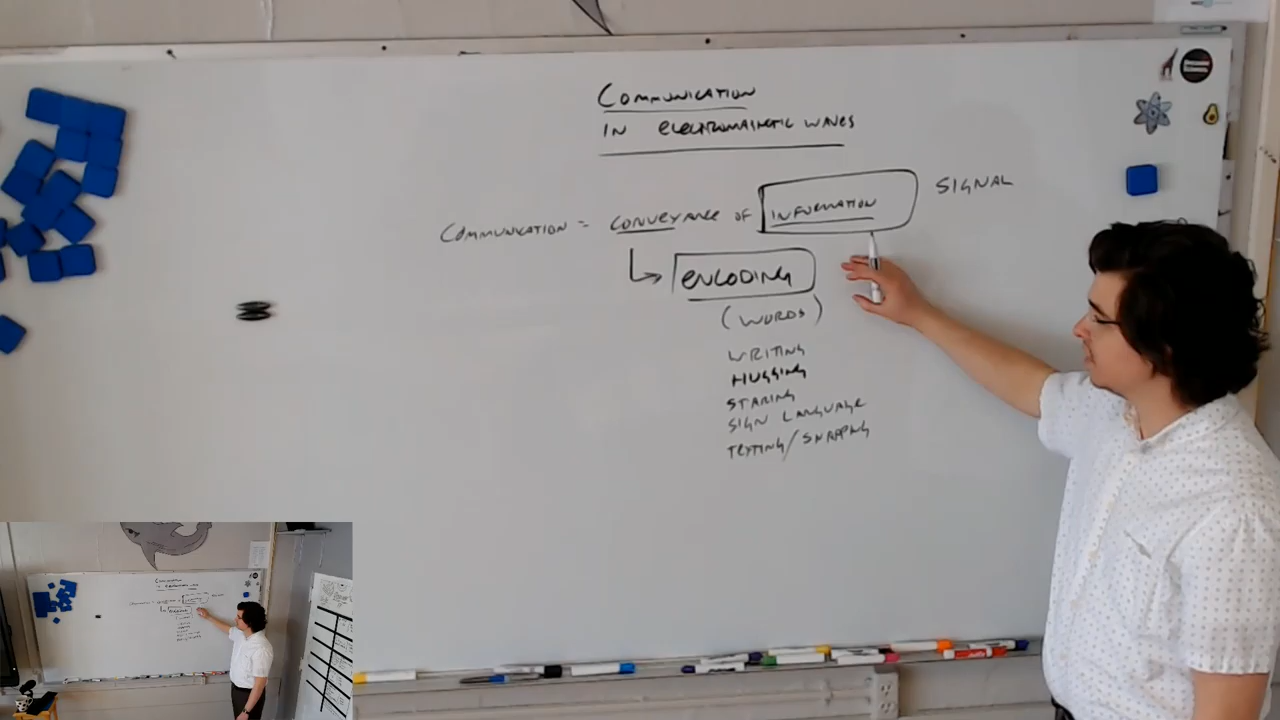 COMMUNICATION
IN ELECTROMAGNETIC WAVES
COMMUNICATION = CONVEYANCE OF INFORMATION SIGNAL
ENCODING
(WORDS)
WRITING
HUGGING
STARING
SIGN LANGUAGE
TEXTING/SNAPPING